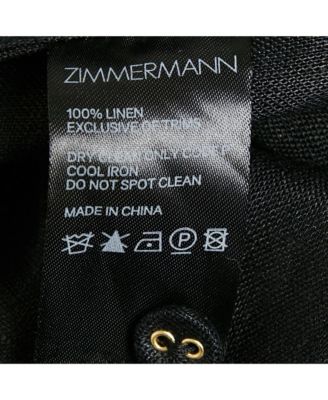 ZIMMERMANN
100% LINEN
EXCLUSIVE OF TRIMS
DRY CLEAN ONLY CODE P
COOL IRON
DO NOT SPOT CLEAN
MADE IN CHINA
P